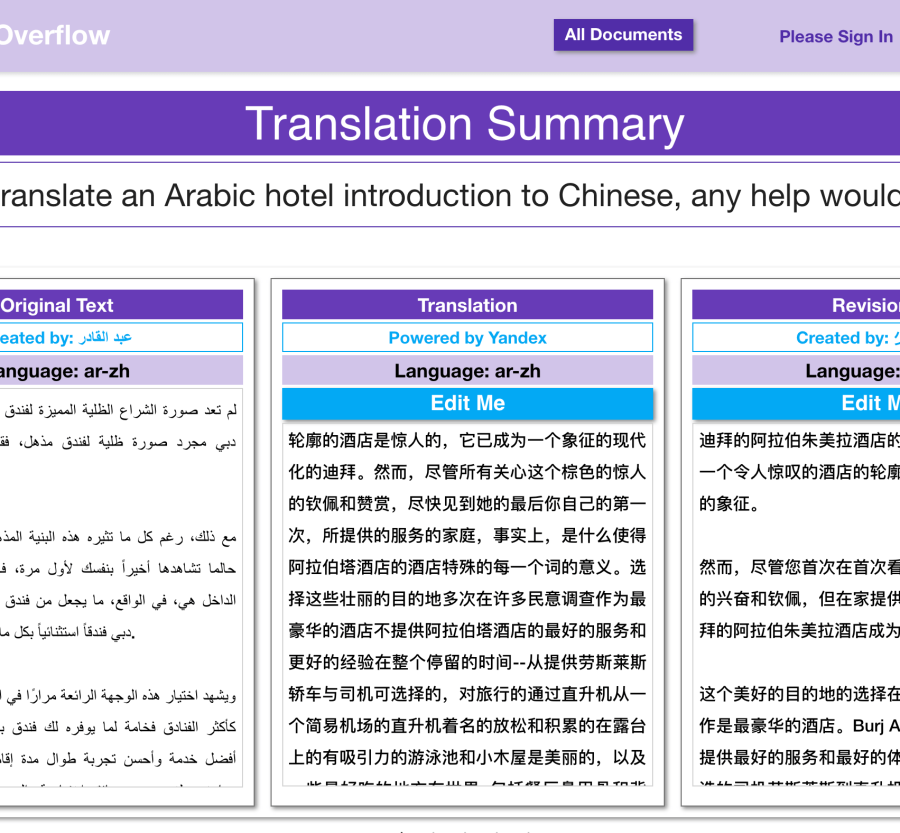 Overflow
All Documents
Please Sign In
Translation Summary
ranslate an Arabic hotel introduction to Chinese, any help would
Original Text
eated by: عبد القادر
anguage: ar-zh
لم تعد صورة الشراع الظلية المميزة لفندق
دبي مجرد صورة ظلية لفندق مذهل،
مع ذلك، رغم كل ما تثيره هذه البنية
حالما تشاهدها أخيراً بنفسك لأول مرة،
الداخل هي، في الواقع، ما يجعل من فندق
دبي فندقاً استثنائياً بكل
ويشهد اختيار هذه الوجهة الرائعة مرارًا في
كأكثر الفنادق فخامة لما يوفره لك فندق
أفضل خدمة وأحسن تجربة طوال مدة
Translation
Powered by Yandex
Language: ar-zh
Edit Me
轮廓的酒店是惊人的，它已成为一个象征的现代
化的迪拜。然而，尽管所有关心这个棕色的惊人
的钦佩和赞赏，尽快见到她的最后你自己的第一
次，所提供的服务的家庭，事实上，是什么使得
阿拉伯塔酒店的酒店特殊的每一个词的意义。选
择这些壮丽的目的地多次在许多民意调查作为最
豪华的酒店不提供阿拉伯塔酒店的最好的服务和
更好的经验在整个停留的时间--从提供劳斯莱斯
轿车与司机可选择的，对旅行的通过直升机从一
个简易机场的直升机着名的放松和积累的在露台
上的有吸引力的游泳池和小木屋是美丽的，以及
Revisio
Created by:
Language:
Edit M
迪拜的阿拉伯朱美拉酒店的
一个令人惊叹的酒店的轮廓
的象征。
然而，尽管您首次在首次看
的兴奋和钦佩，但在家提供
拜的阿拉伯朱美拉酒店成为
这个美好的目的地的选择在
作是最豪华的酒店。Burj A
提供最好的服务和最好的体